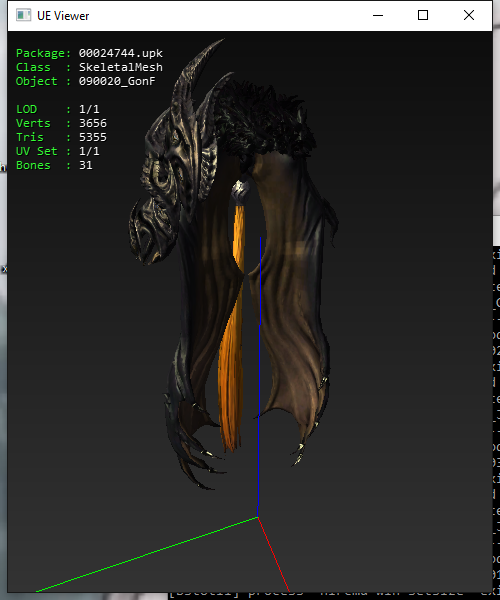 UE Viewer
Package: 00024744.upk
Class : SkeletalMesh
Object : 090020_GonF
LOD : 1/1
Verts : 3656
Tris : 5355
UV Set : 1/1
Bones : 31